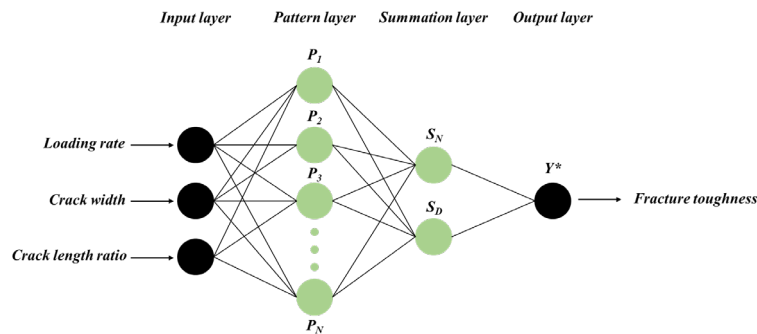 Input layer
Pattern layer
Summation layer
Output layer
P1
P2
P3
PN
Loading rate
Crack width
Crack length ratio
SN
SD
Y*
Fracture toughness